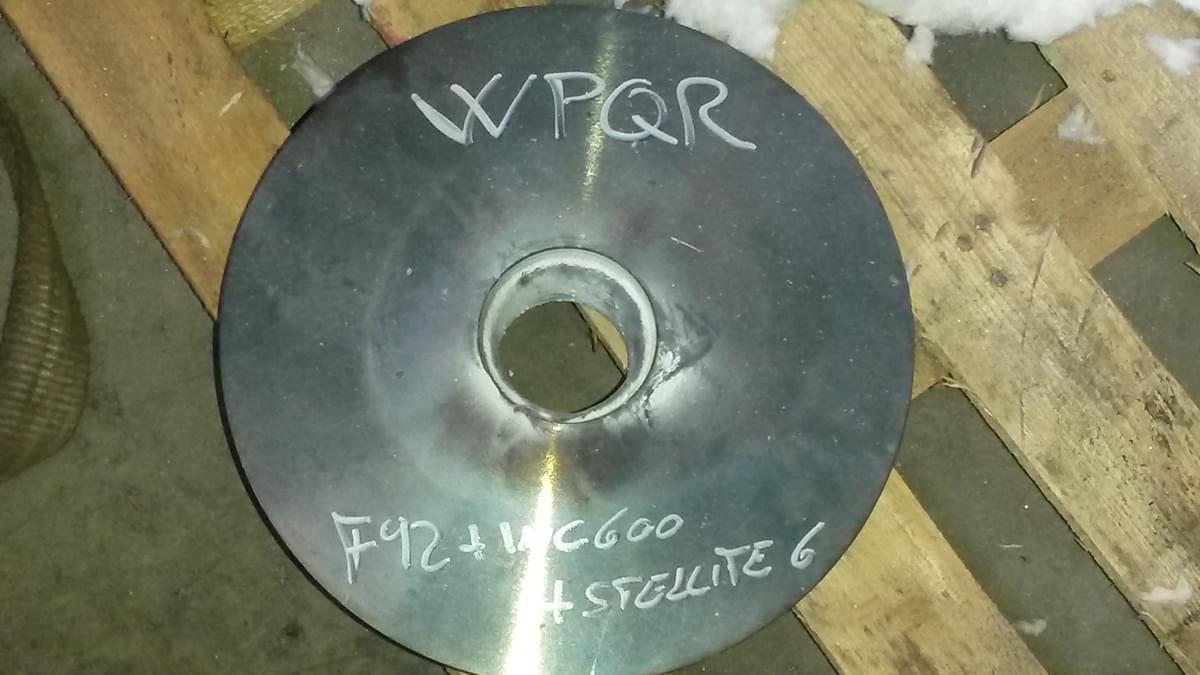 WPQR
F92 + INC600
+ STELLITE 6